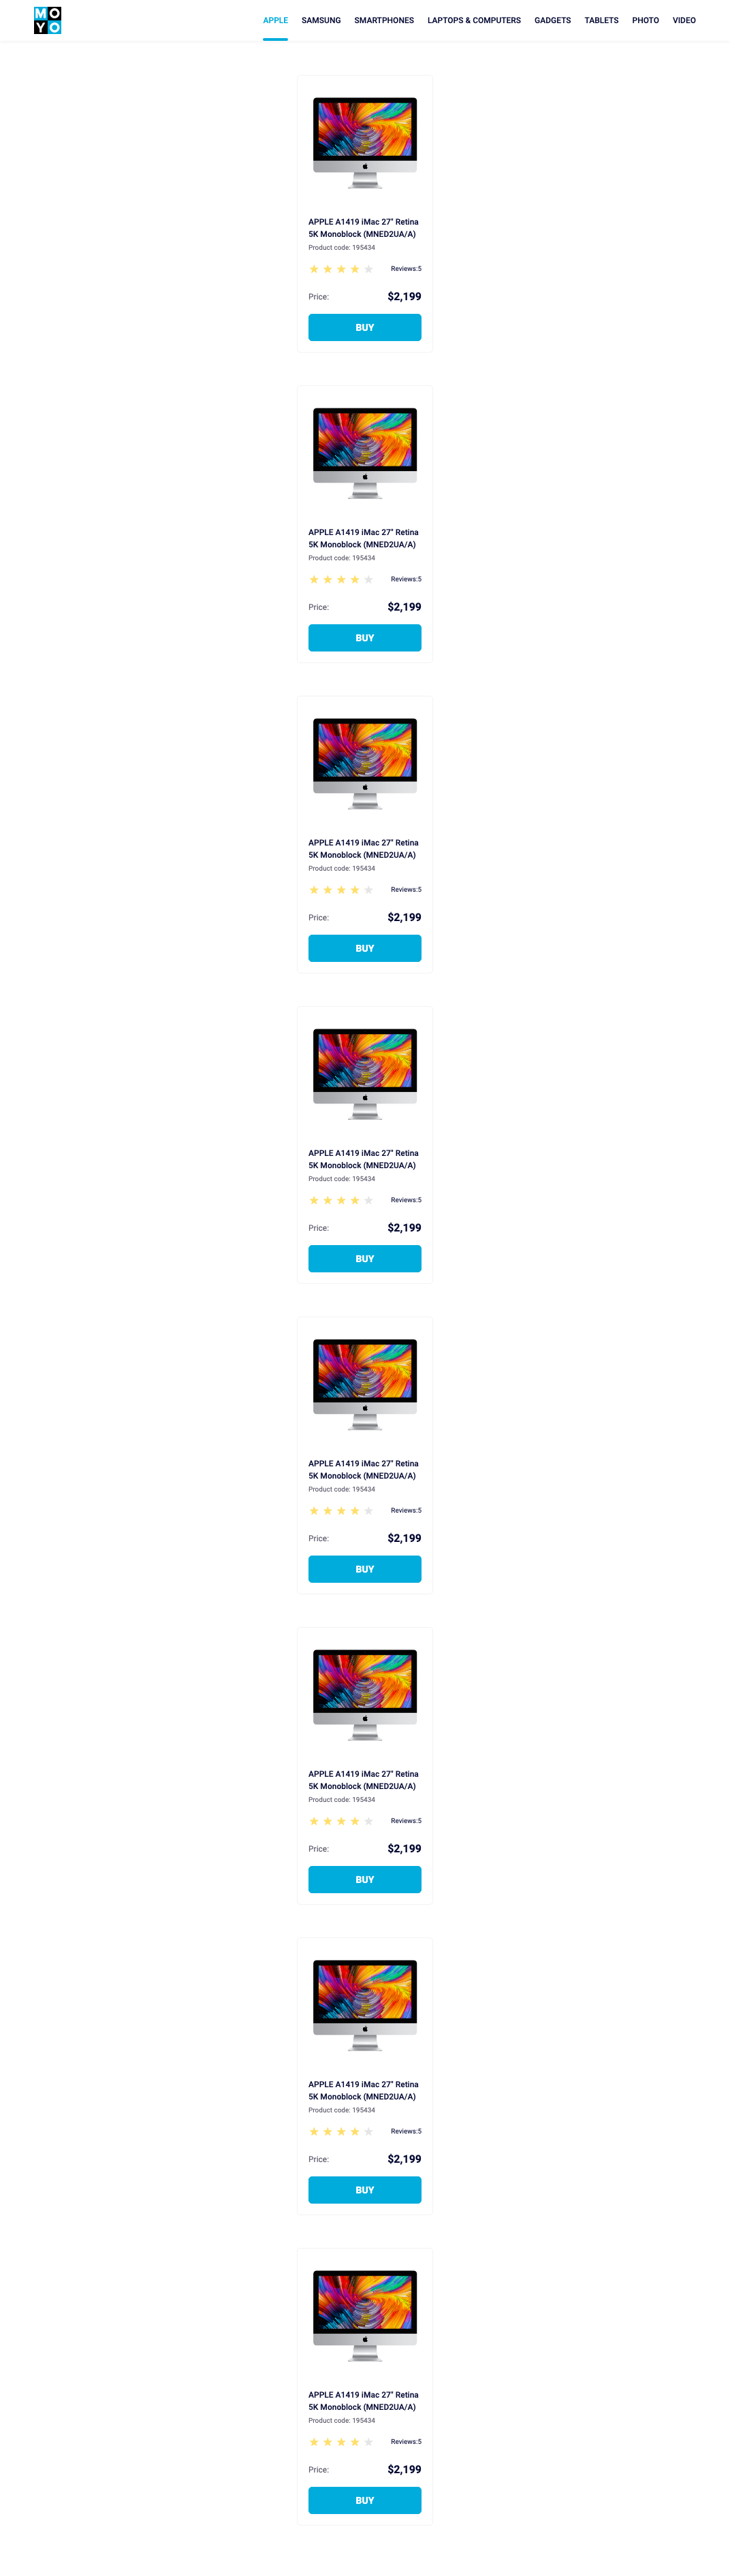 MO
YO
APPLE SAMSUNG SMARTPHONES LAPTOPS & COMPUTERS GADGETS TABLETS PHOTO VIDEO
APPLE A1419 iMac 27" Retina
5K Monoblock (MNED2UA/A)
Product code: 195434
Reviews:5
Price: $2,199
BUY
APPLE A1419 iMac 27" Retina
5K Monoblock (MNED2UA/A)
Product code: 195434
Reviews:5
Price: $2,199
BUY
APPLE A1419 iMac 27" Retina
5K Monoblock (MNED2UA/A)
Product code: 195434
Reviews:5
Price: $2,199
BUY
APPLE A1419 iMac 27" Retina
5K Monoblock (MNED2UA/A)
Product code: 195434
Reviews:5
Price: $2,199
BUY
APPLE A1419 iMac 27" Retina
5K Monoblock (MNED2UA/A)
Product code: 195434
Reviews:5
Price: $2,199
BUY
APPLE A1419 iMac 27" Retina
5K Monoblock (MNED2UA/A)
Product code: 195434
Reviews:5
Price: $2,199
BUY
APPLE A1419 iMac 27" Retina
5K Monoblock (MNED2UA/A)
Product code: 195434
Reviews:5
Price: $2,199
BUY
APPLE A1419 iMac 27" Retina
5K Monoblock (MNED2UA/A)
Product code: 195434
Reviews:5
Price: $2,199
BUY